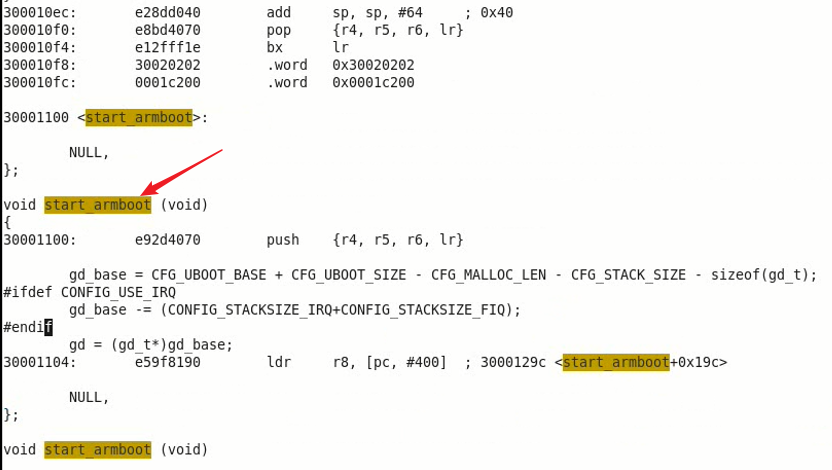 300010ec:       e28dd040        add     sp, sp, #64     ; 0x40
300010f0:       e8bd4070        pop     {r4, r5, r6, lr}
300010f4:       e12fff1e        bx      lr
300010f8:       30020202        .word   0x30020202
300010fc:       0001c200        .word   0x0001c200
30001100 <start_armboot>:
        NULL,
};
void start_armboot (void)
{
30001100:       e92d4070        push    {r4, r5, r6, lr}
        gd_base = CFG_UBOOT_BASE + CFG_UBOOT_SIZE - CFG_MALLOC_LEN - CFG_STACK_SIZE - sizeof(gd_t);
#ifdef CONFIG_USE_IRQ
        gd_base -= (CONFIG_STACKSIZE_IRQ+CONFIG_STACKSIZE_FIQ);
#endif
        gd = (gd_t*)gd_base;
30001104:       e59f8190        ldr     r8, [pc, #400]  ; 3000129c <start_armboot+0x19c>
        NULL,
};
void start_armboot (void)